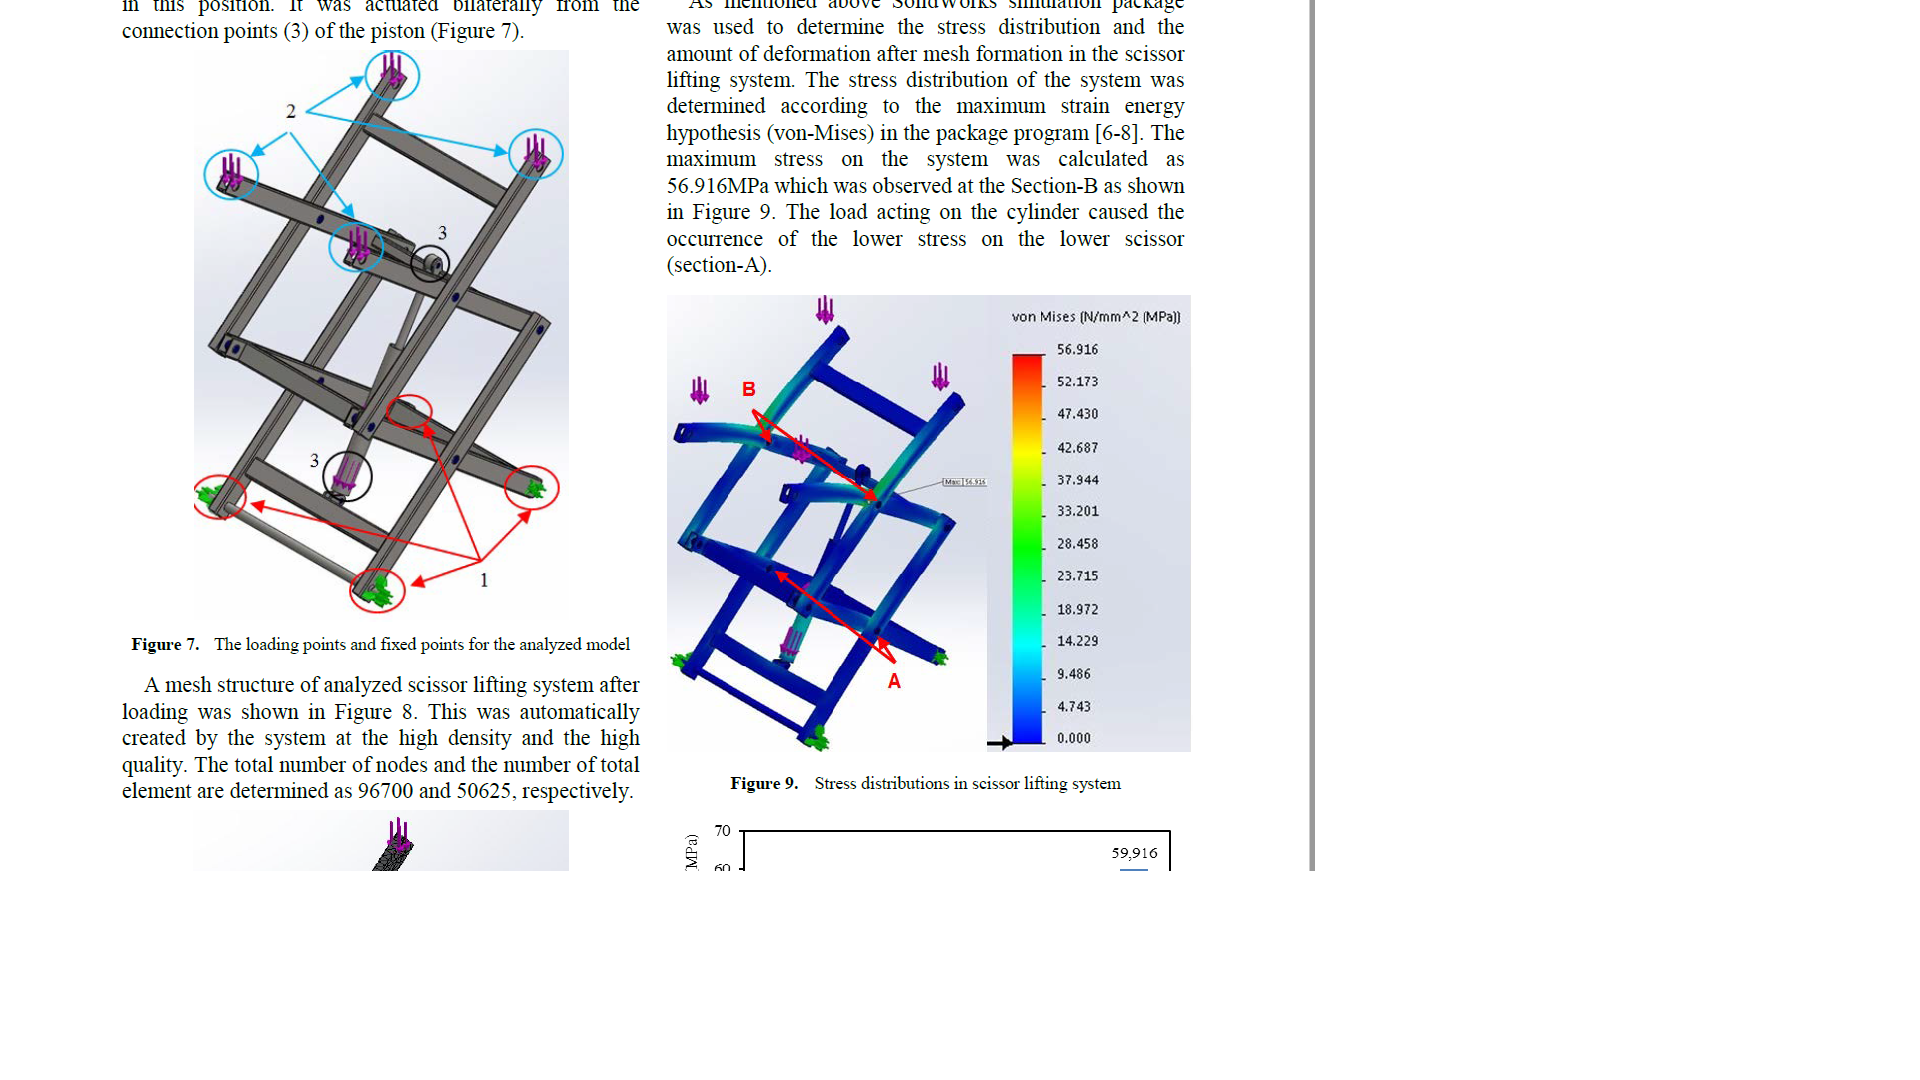 in this position. It was actuated bilaterally from the
connection points (3) of the piston (Figure 7).
2
3
3
1
Figure 7. The loading points and fixed points for the analyzed model
A mesh structure of analyzed scissor lifting system after
loading was shown in Figure 8. This was automatically
created by the system at the high density and the high
quality. The total number of nodes and the number of total
element are determined as 96700 and 50625, respectively.
As mentioned above SolidWorks simulation package
was used to determine the stress distribution and the
amount of deformation after mesh formation in the scissor
lifting system. The stress distribution of the system was
determined according to the maximum strain energy
hypothesis (von-Mises) in the package program [6-8]. The
maximum stress on the system was calculated as
56.916MPa which was observed at the Section-B as shown
in Figure 9. The load acting on the cylinder caused the
occurrence of the lower stress on the lower scissor
(section-A).
von Mises (N/mm^2 (MPa))
56.916
52.173
47.430
42.687
37.944
33.201
28.458
23.715
18.972
14.229
9.486
4.743
0.000
B
Max: 56.916
A
Figure 9. Stress distributions in scissor lifting system
70
59,916
60
MPa)